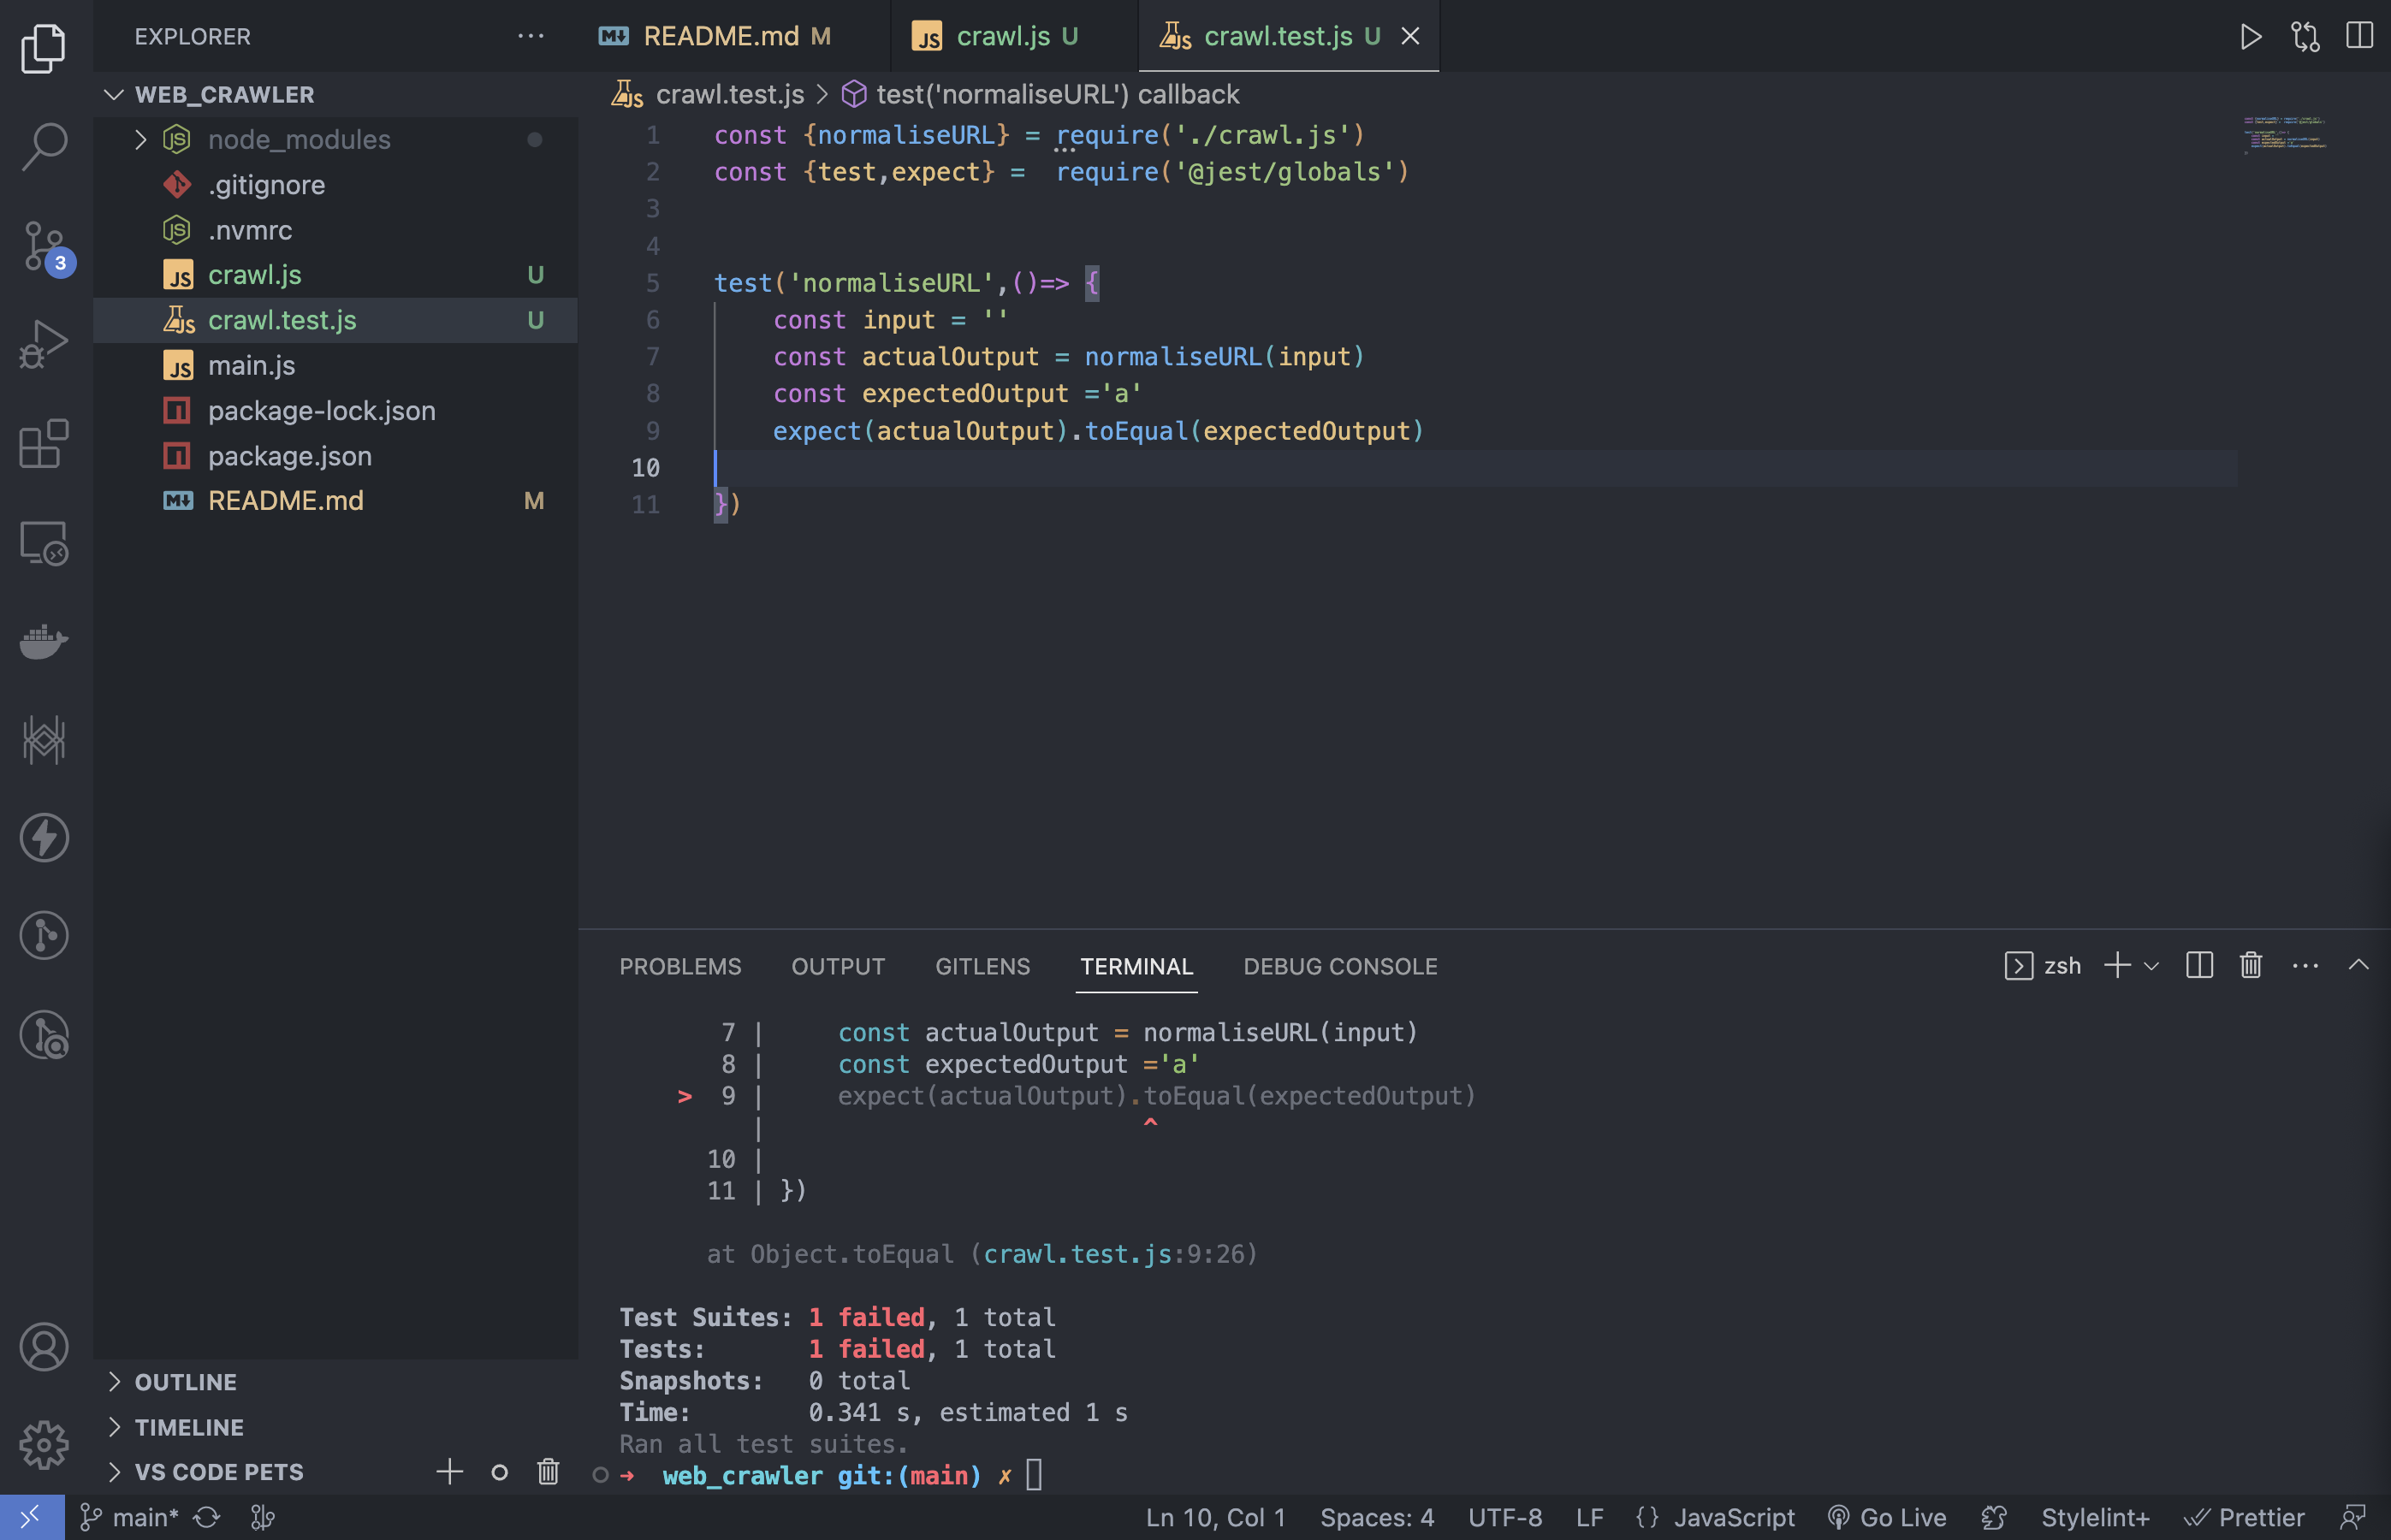 EXPLORER
WEB_CRAWLER
node_modules
.gitignore
.nvmrc
JS crawl.js U
JS crawl.test.js U
JS main.js
package-lock.json
package.json
README.md M
OUTLINE
TIMELINE
VS CODE PETS
3
README.md M
JS crawl.js U
JS crawl.test.js U
JS crawl.test.js > test('normaliseURL') callback
1 const {normaliseURL} = require('./crawl.js')
2 const {test,expect} =  require('@jest/globals')
3
4
5 test('normaliseURL',()=> {
6     const input = ''
7     const actualOutput = normaliseURL(input)
8     const expectedOutput ='a'
9     expect(actualOutput).toEqual(expectedOutput)
10
11 })
PROBLEMS OUTPUT GITLENS TERMINAL DEBUG CONSOLE
zsh
7 |     const actualOutput = normaliseURL(input)
8 |     const expectedOutput ='a'
> 9 |     expect(actualOutput).toEqual(expectedOutput)
|                          ^
10 |
11 | })
at Object.toEqual (crawl.test.js:9:26)
Test Suites: 1 failed, 1 total
Tests:       1 failed, 1 total
Snapshots:   0 total
Time:        0.341 s, estimated 1 s
Ran all test suites.
➜  web_crawler git:(main) ✗
main* Ln 10, Col 1 Spaces: 4 UTF-8 LF {} JavaScript Go Live Stylelint+ Prettier